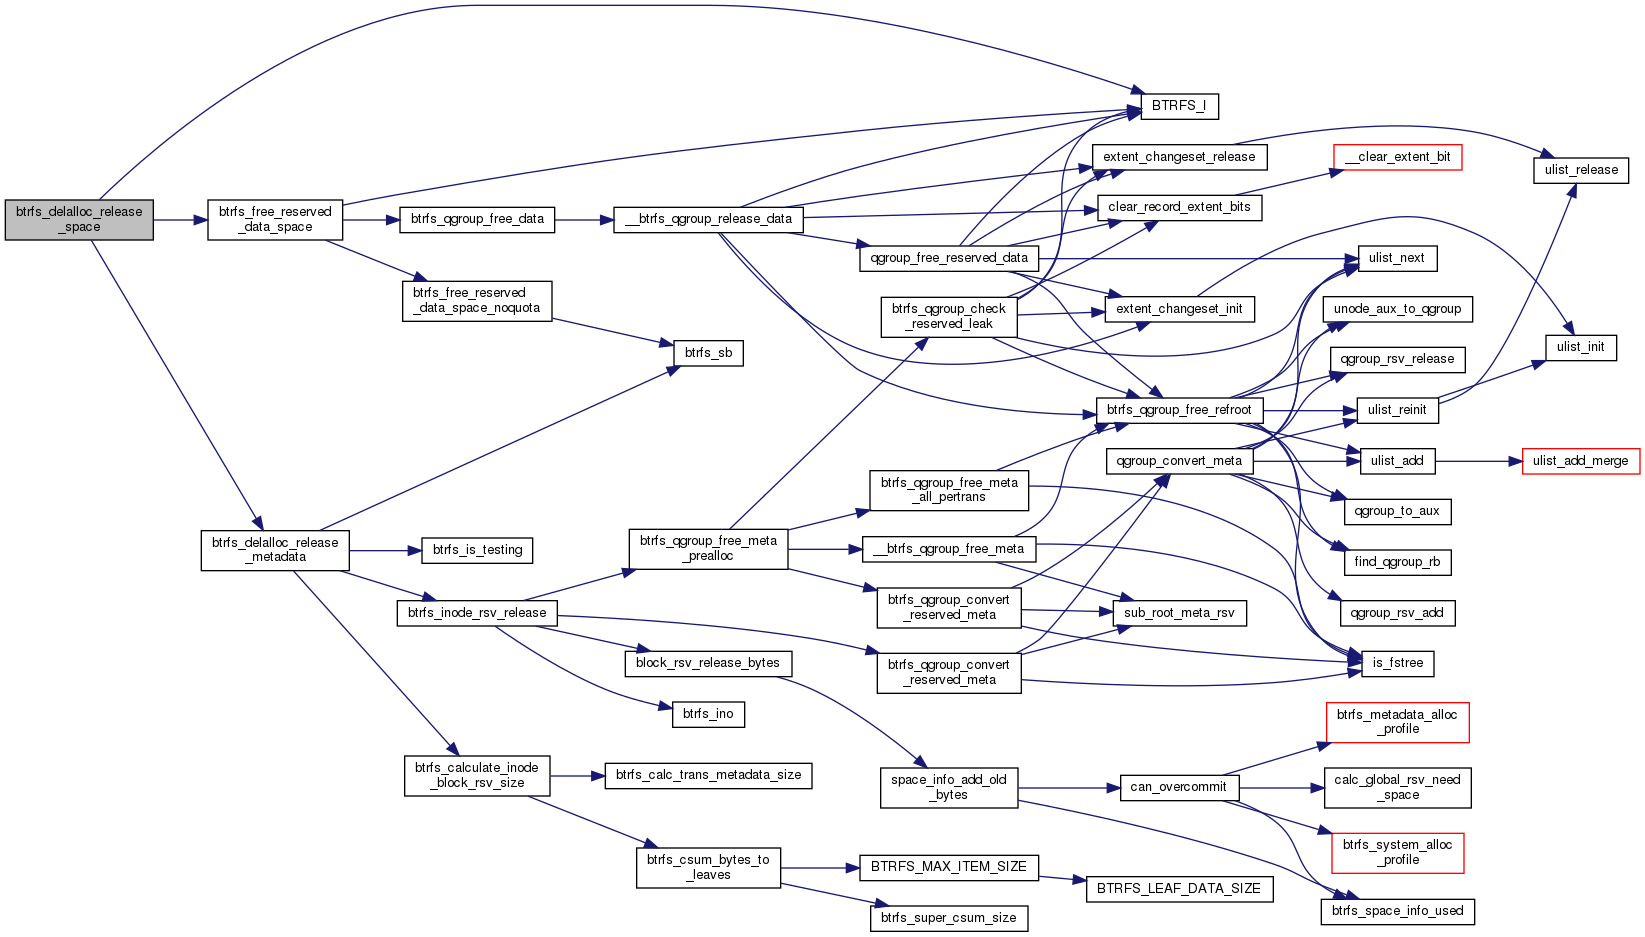 btrfs_delalloc_release
_space
btrfs_free_reserved
_data_space
btrfs_delalloc_release
_metadata
btrfs_qgroup_free_data
btrfs_free_reserved
_data_space_noquota
btrfs_is_testing
btrfs_inode_rsv_release
btrfs_calculate_inode
_block_rsv_size
__btrfs_qgroup_release_data
btrfs_sb
btrfs_qgroup_free_meta
_prealloc
block_rsv_release_bytes
btrfs_ino
btrfs_calc_trans_metadata_size
btrfs_csum_bytes_to
_leaves
qgroup_free_reserved_data
btrfs_qgroup_check
_reserved_leak
btrfs_qgroup_free_meta
_all_pertrans
__btrfs_qgroup_free_meta
btrfs_qgroup_convert
_reserved_meta
btrfs_qgroup_convert
_reserved_meta
space_info_add_old
_bytes
BTRFS_MAX_ITEM_SIZE
btrfs_super_csum_size
BTRFS_I
extent_changeset_release
clear_record_extent_bits
extent_changeset_init
btrfs_qgroup_free_refroot
qgroup_convert_meta
sub_root_meta_rsv
can_overcommit
BTRFS_LEAF_DATA_SIZE
__clear_extent_bit
ulist_next
unode_aux_to_qgroup
qgroup_rsv_release
ulist_reinit
ulist_add
qgroup_to_aux
find_qgroup_rb
qgroup_rsv_add
is_fstree
btrfs_metadata_alloc
_profile
calc_global_rsv_need
_space
btrfs_system_alloc
_profile
btrfs_space_info_used
ulist_release
ulist_init
ulist_add_merge